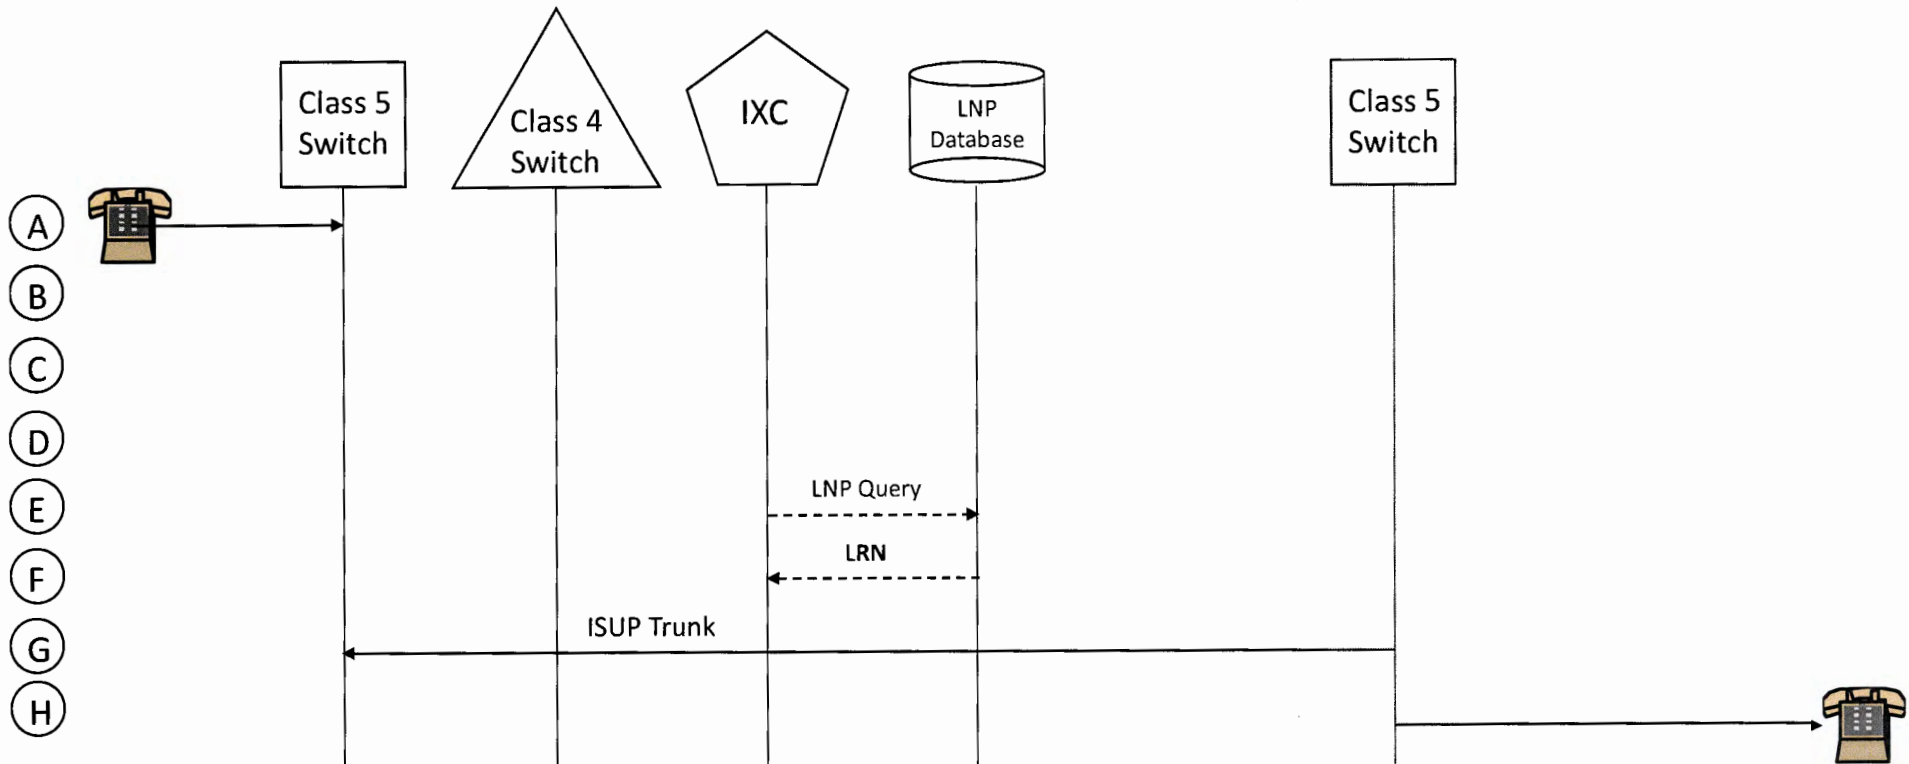 Class 5
Switch
Class 4
Switch
IXC
LNP
Database
Class 5
Switch
A
B
C
D
E
LNP Query
F
LRN
G
ISUP Trunk
H